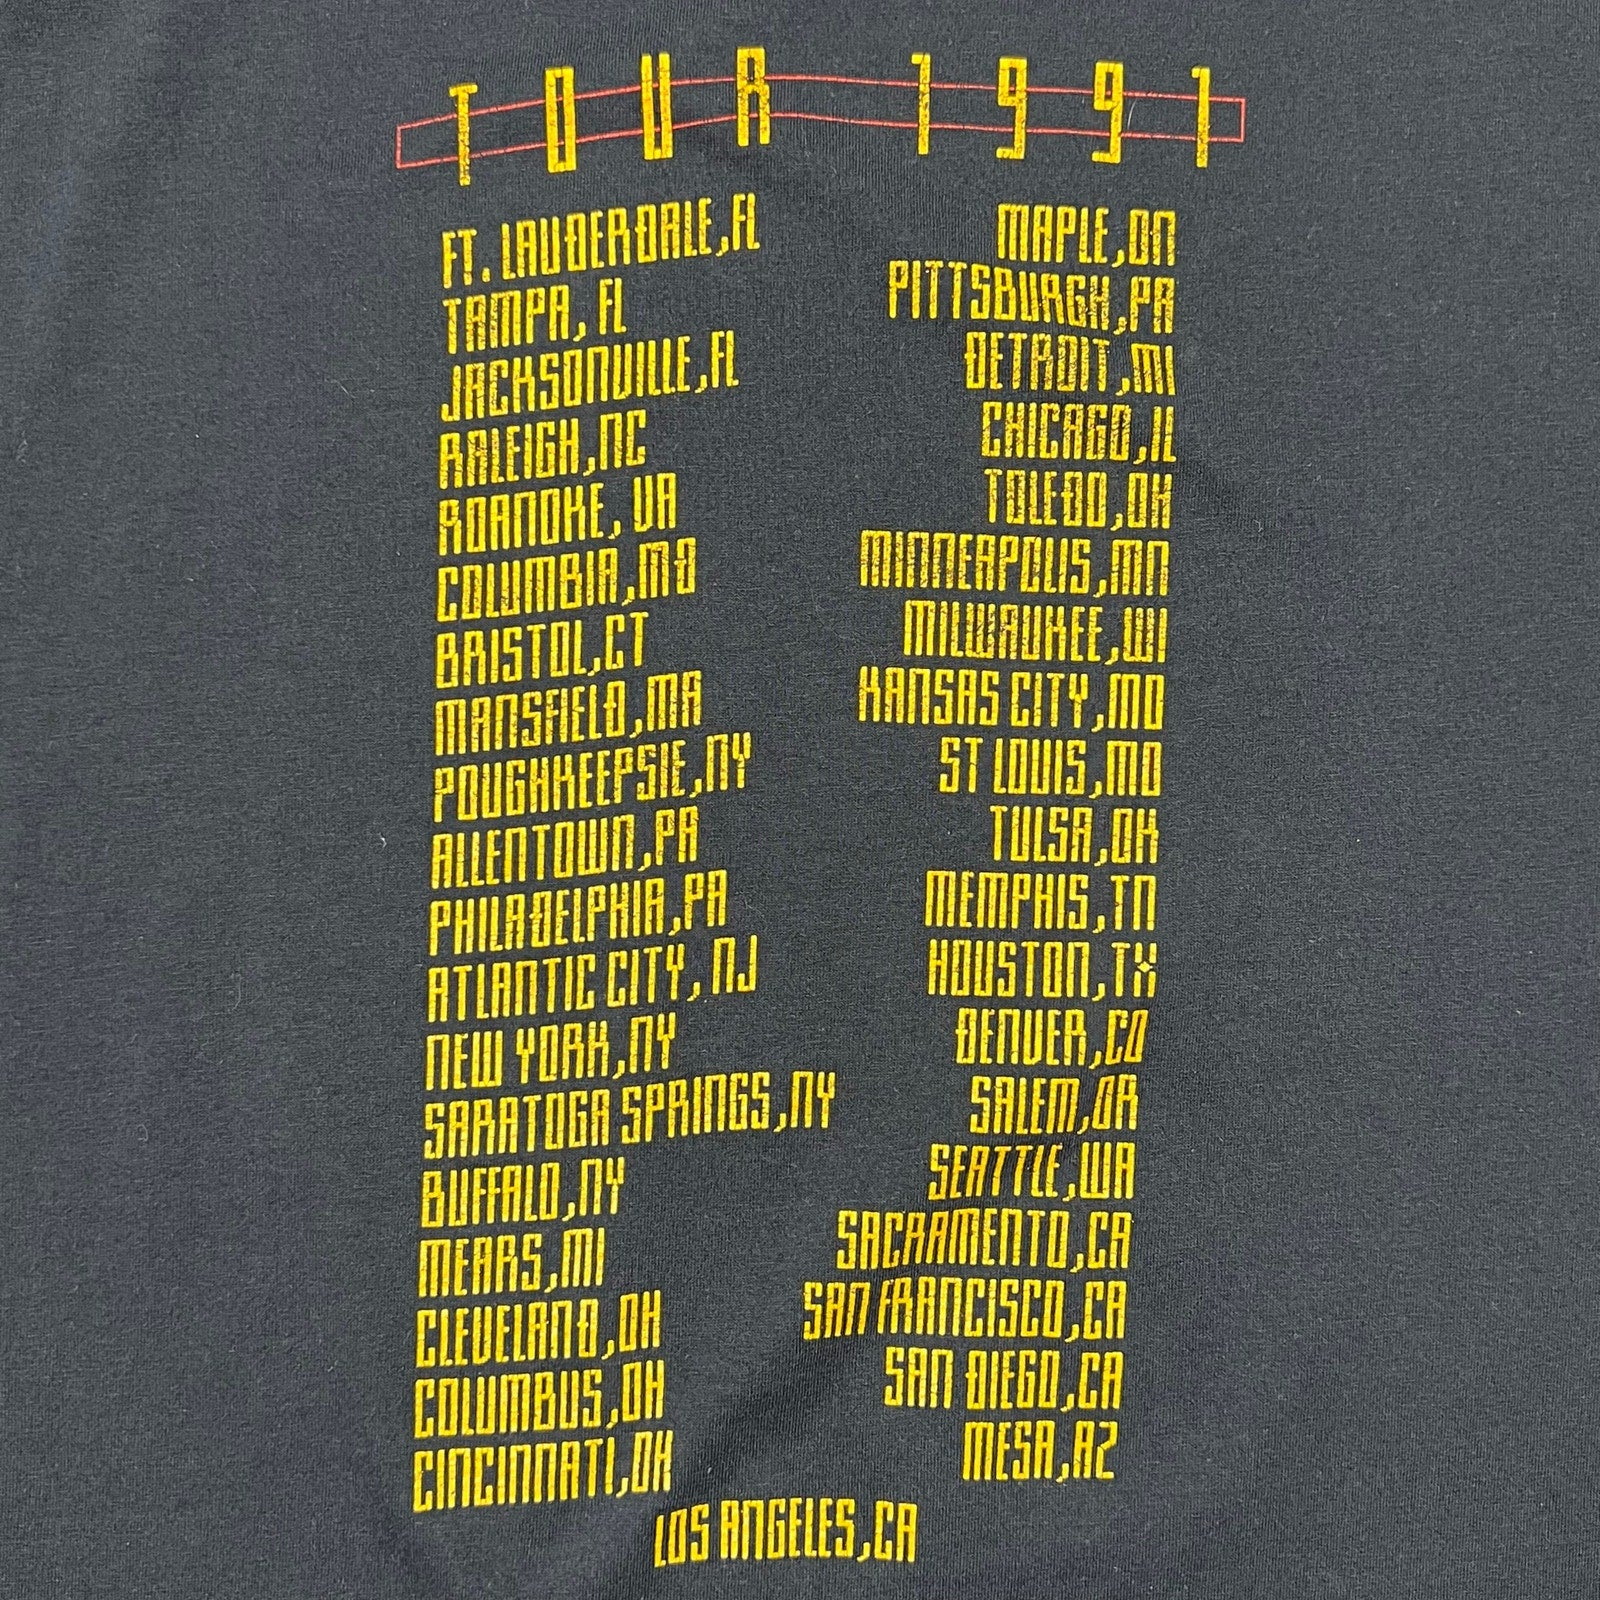 TOUR 1991
FT. LAUDERDALE,FL
TAMPA, FL
JACKSONVILLE,FL
RALEIGH,NC
ROANOKE, VA
COLUMBIA,MD
BRISTOL,CT
MANSFIELD,MA
POUGHKEEPSIE,NY
ALLENTOWN,PA
PHILADELPHIA,PA
ATLANTIC CITY, NJ
NEW YORK,NY
SARATOGA SPRINGS,NY
BUFFALO,NY
MEARS,MI
CLEVELAND,OH
COLUMBUS,OH
CINCINNATI,OH
MAPLE,ON
PITTSBURGH,PA
DETROIT,MI
CHICAGO,IL
TOLEDO,OH
MINNEAPOLIS,MN
MILWAUKEE,WI
KANSAS CITY,MO
ST LOUIS,MO
TULSA,OK
MEMPHIS,TN
HOUSTON,TX
DENVER,CO
SALEM,OR
SEATTLE,WA
SACRAMENTO,CA
SAN FRANCISCO,CA
SAN DIEGO,CA
MESA,AZ
LOS ANGELES,CA